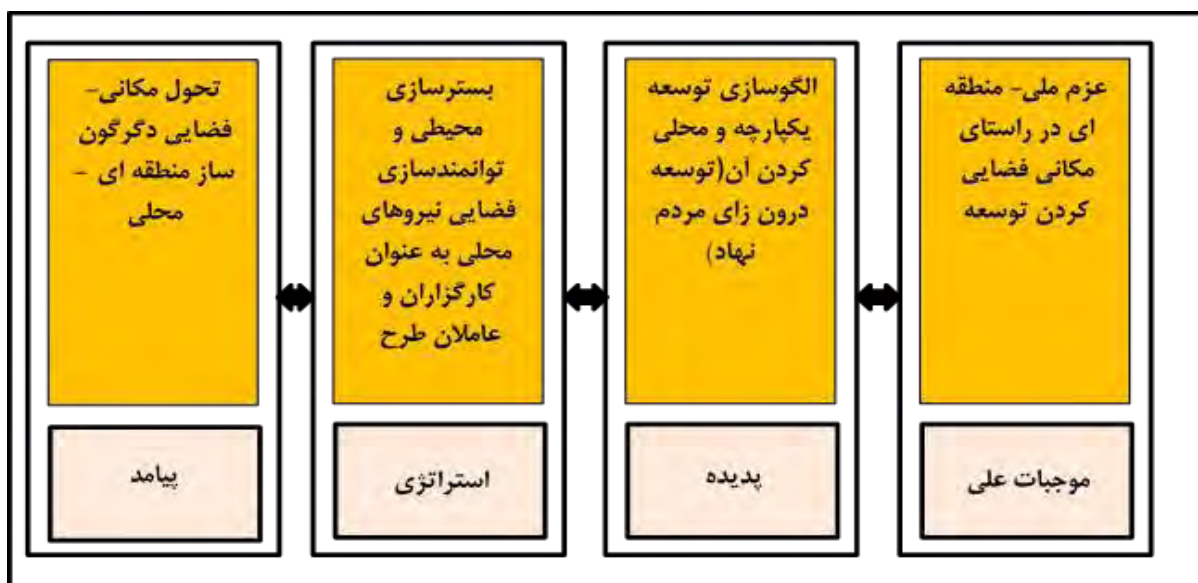 عزم ملی- منطقه
ای در راستای
مکانی فضایی
کردن توسعه
موجبات علی
الگوسازی توسعه
یکپارچه و محلی
کردن آن(توسعه
درون زای مردم
نهاد)
پدیده
بسترسازی
محیطی و
توانمندسازی
فضایی نیروهای
محلی به عنوان
کارگزاران و
عاملان طرح
استراتژی
تحول مکانی-
فضایی دگرگون
ساز منطقه ای -
محلی
پیامد